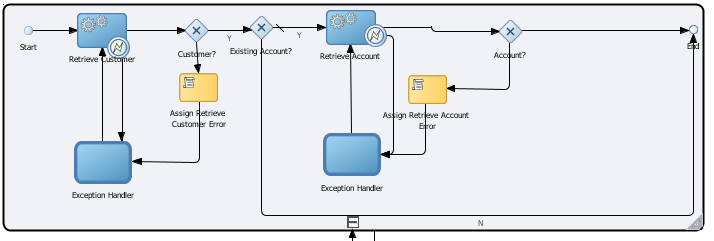 Start
Retrieve Customer
Customer?
Y
Existing Account?
Y
Retrieve Account
Account?
End
Assign Retrieve
Customer Error
Assign Retrieve Account
Error
Exception Handler
Exception Handler
N